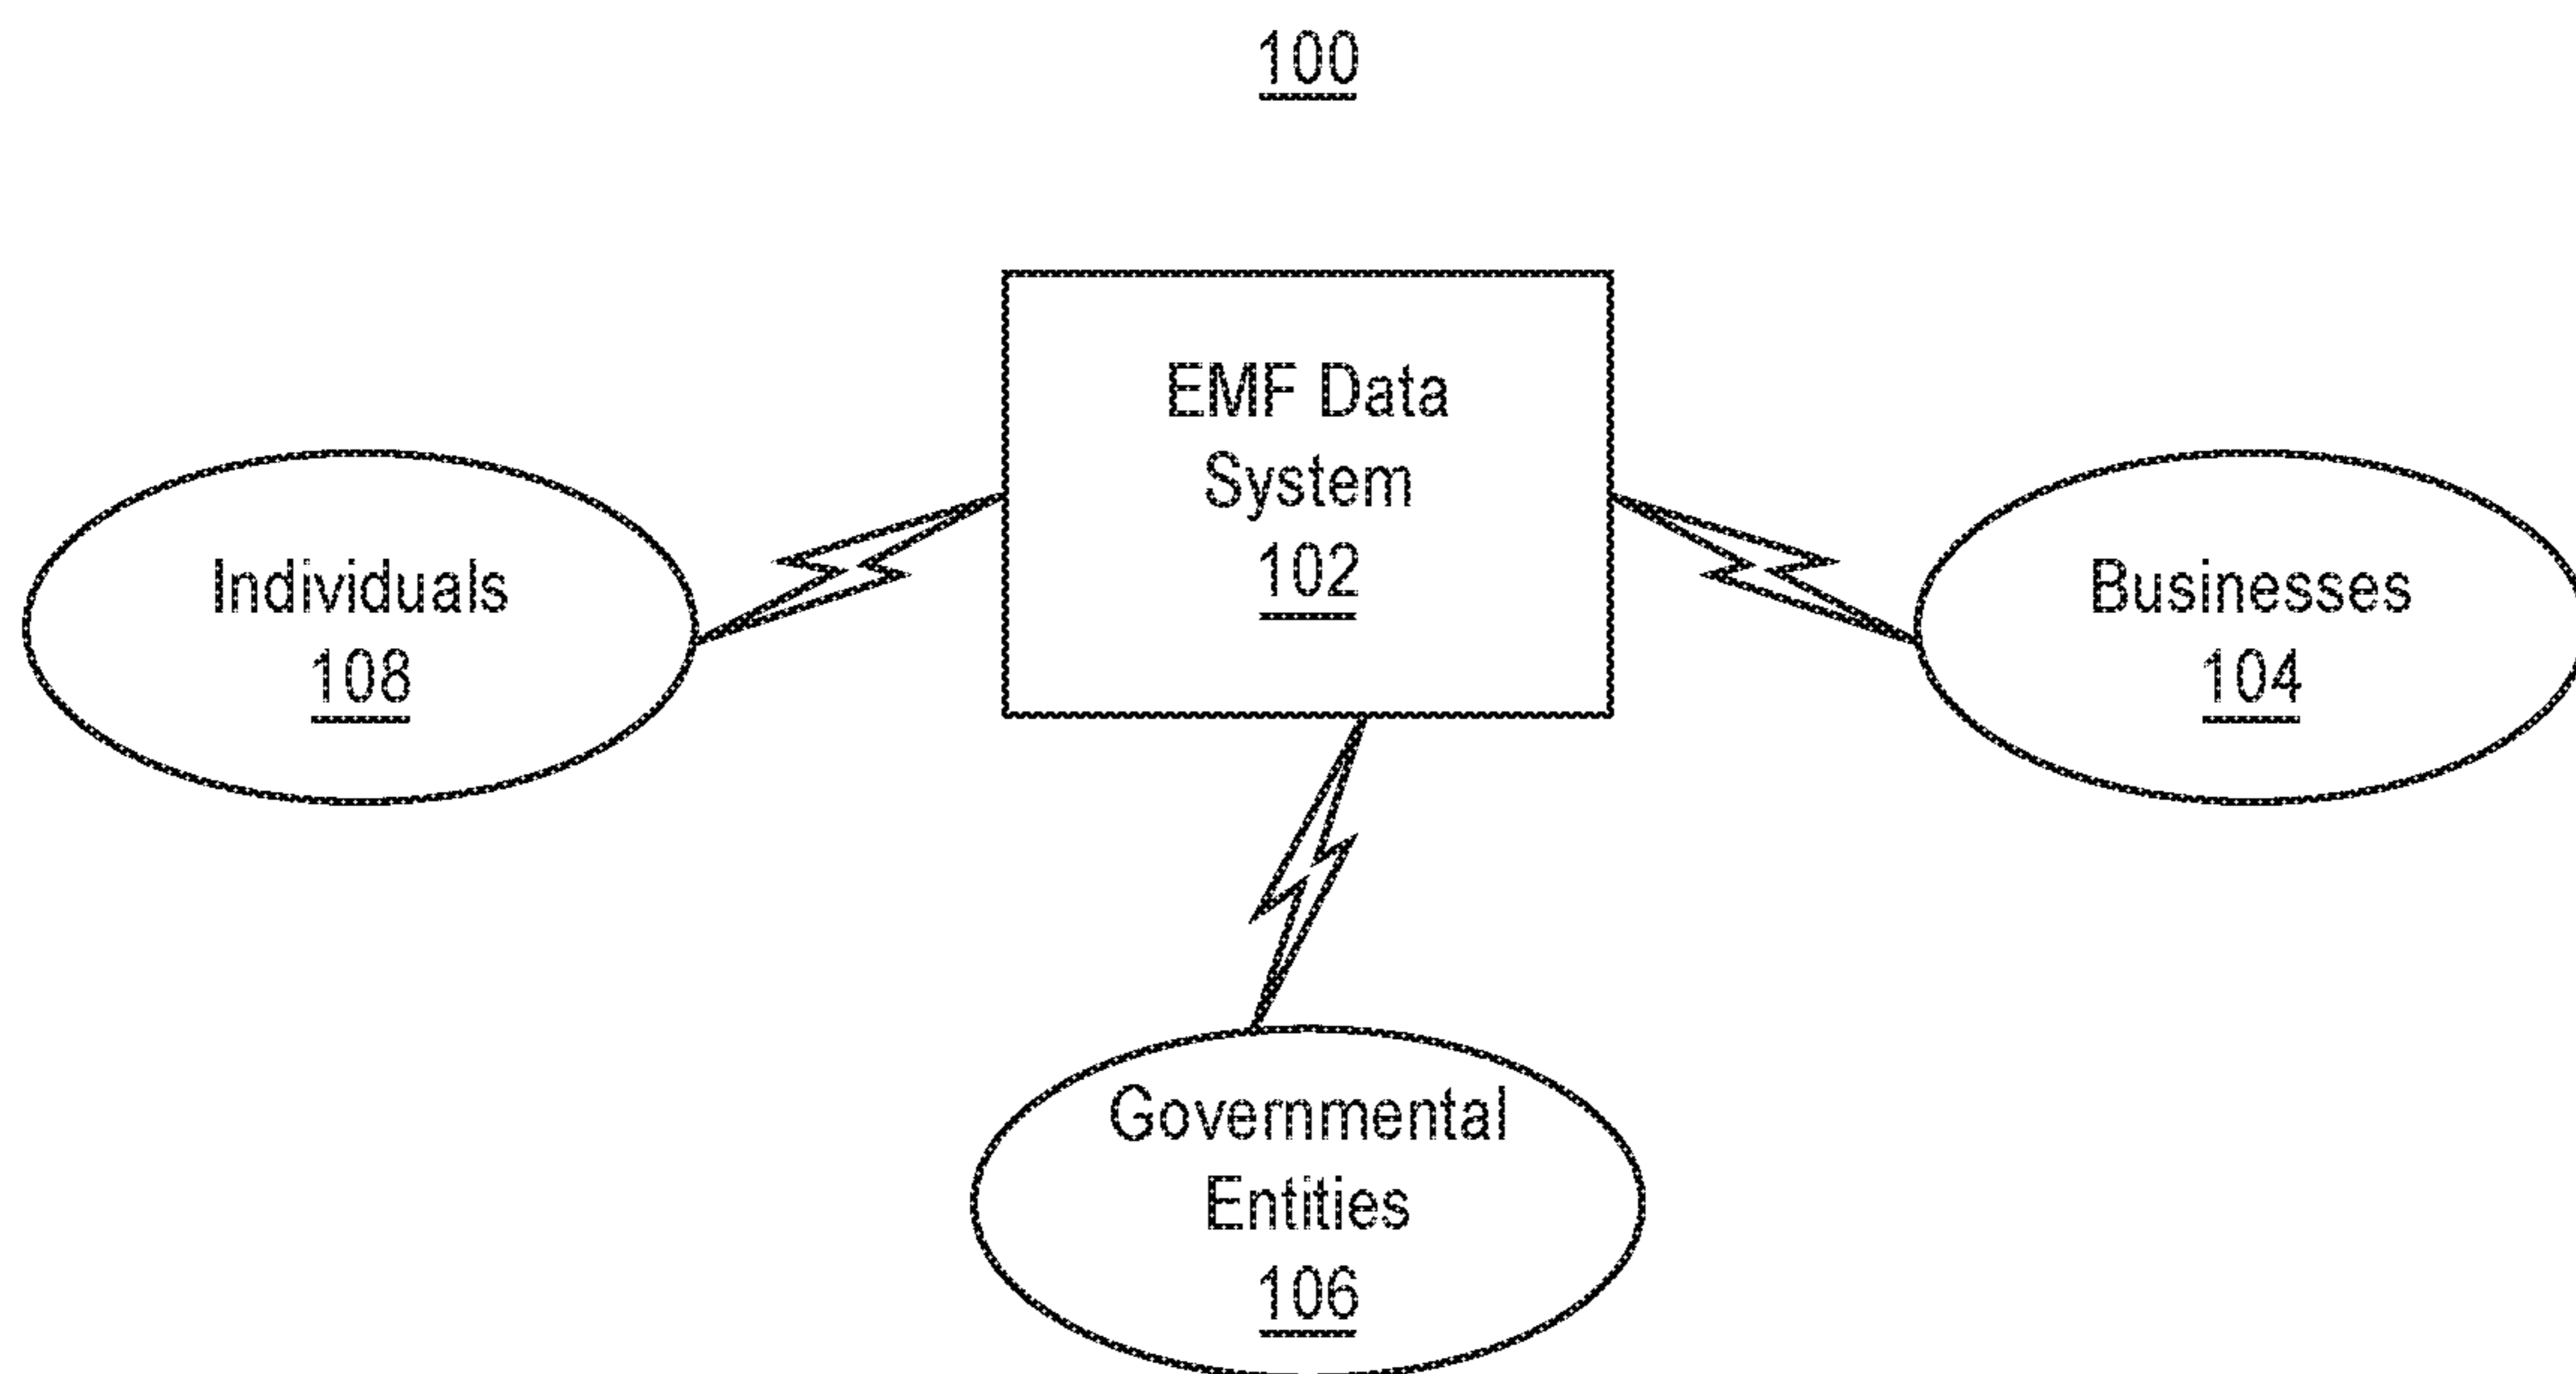 100
EMF Data
System
102
Individuals
108
Businesses
104
Governmental
Entities
106